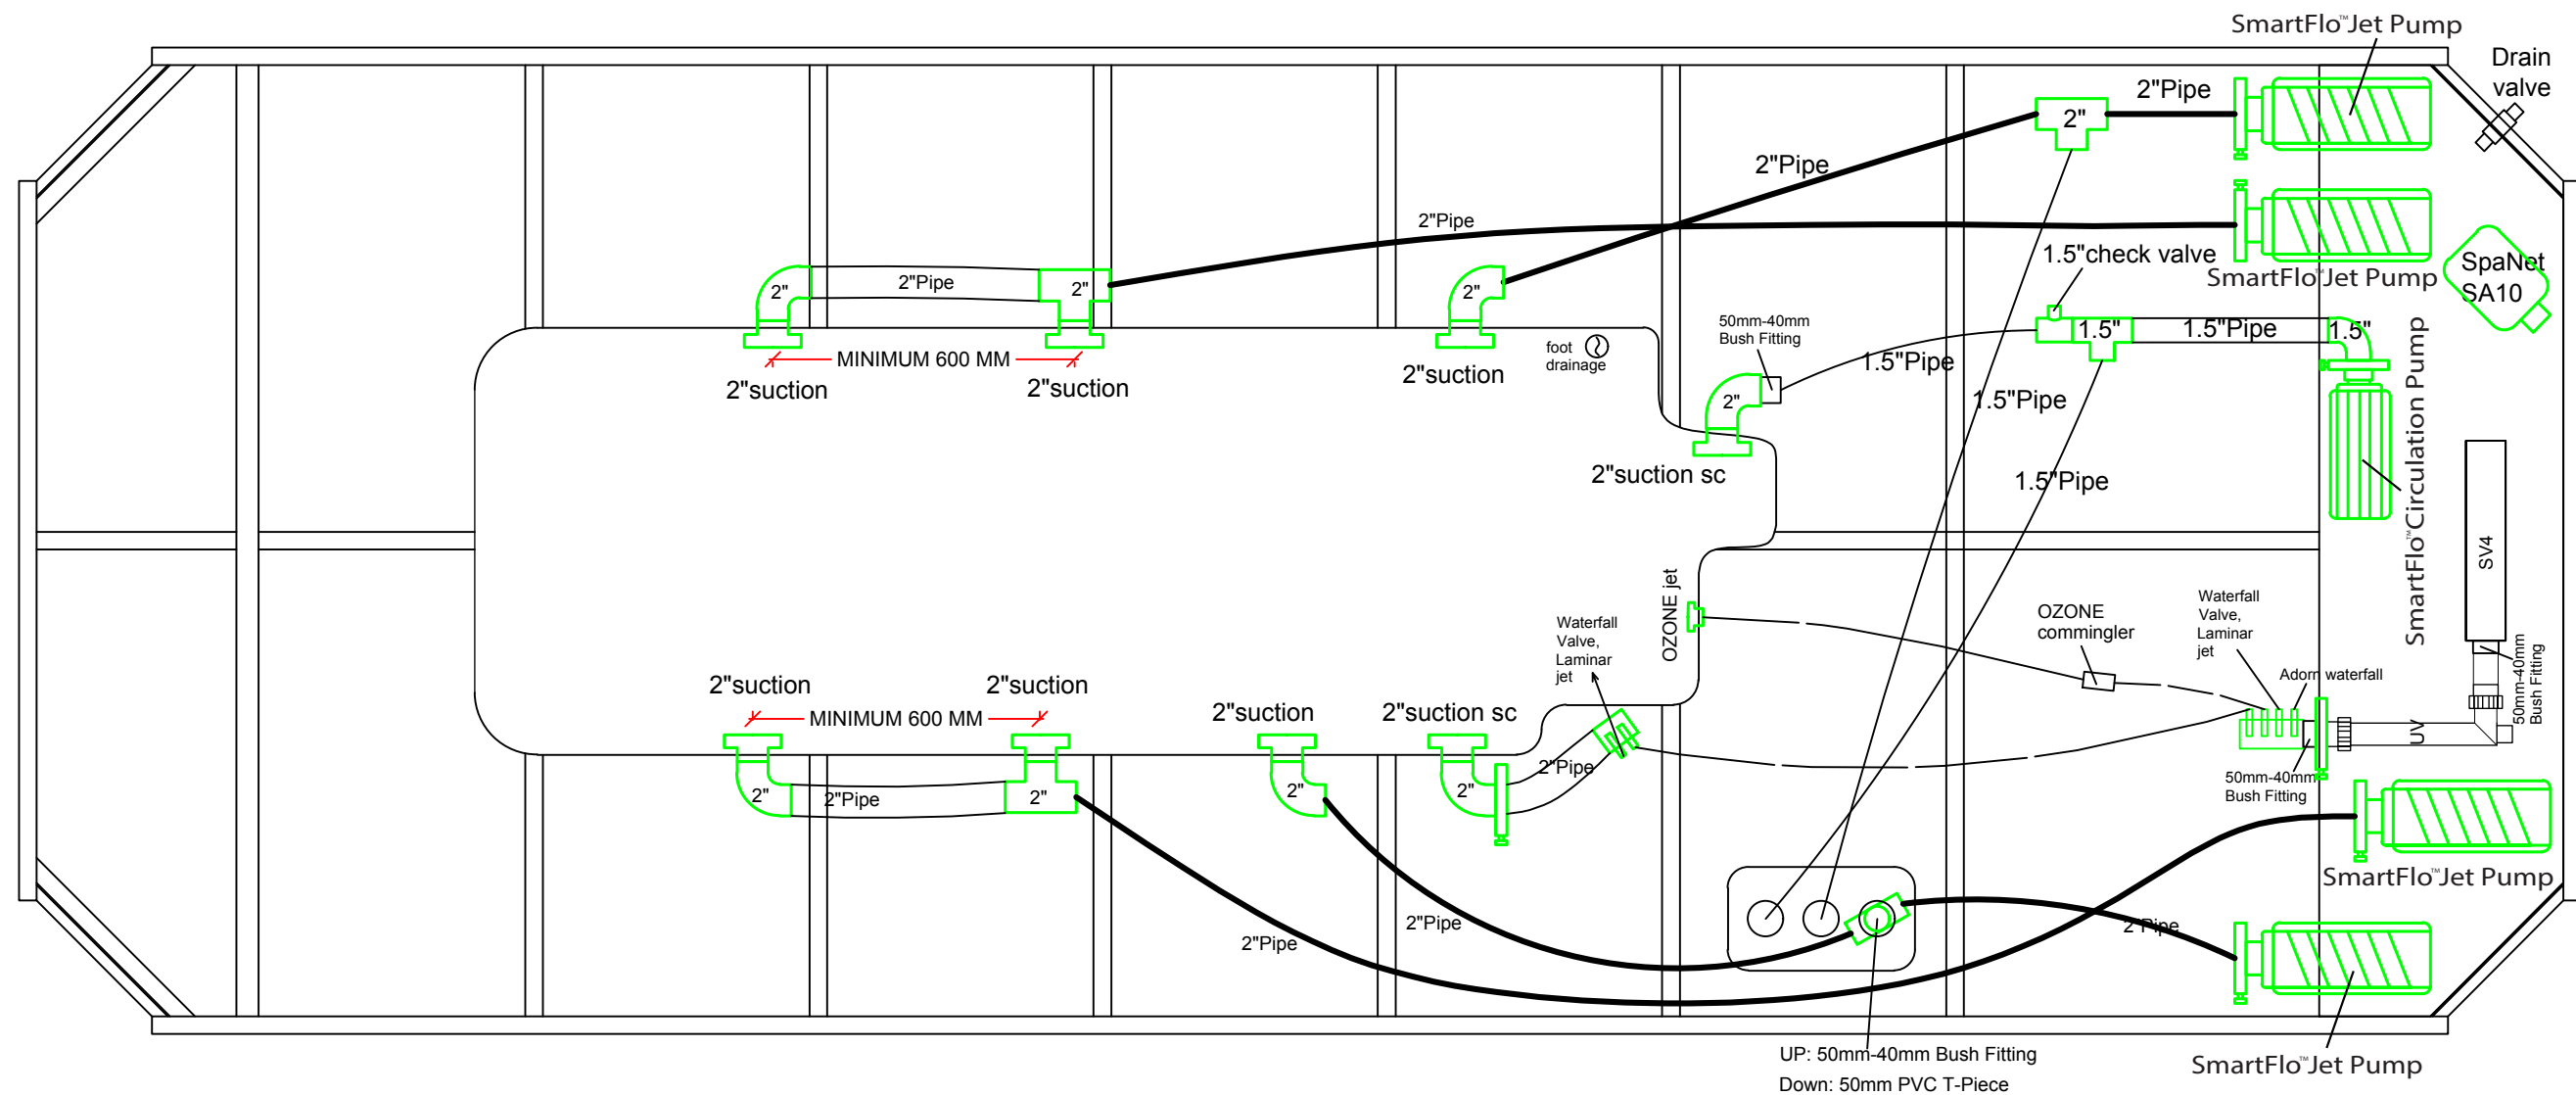 SmartFlo™Jet Pump
Drain
valve
2"Pipe
2"
2"Pipe
2"Pipe
1.5"check valve
SmartFlo™Jet Pump
SpaNet
SA10
2"
2"Pipe
2"
2"
MINIMUM 600 MM
2"suction
2"suction
2"suction
foot
drainage
50mm-40mm
Bush Fitting
1.5"Pipe
1.5"
1.5"Pipe
1.5"
2"
1.5"Pipe
2"suction sc
1.5"Pipe
SmartFlo™Circulation Pump
SV4
OZONE jet
Waterfall
Valve,
Laminar
jet
OZONE
commingler
Waterfall
Valve,
Laminar
jet
Adorn waterfall
50mm-40mm
Bush Fitting
UV
50mm-40mm
Bush Fitting
2"suction
2"suction
MINIMUM 600 MM
2"suction
2"suction sc
2"
2"Pipe
2"
2"
2"
2"Pipe
SmartFlo™Jet Pump
2"Pipe
2"Pipe
2"Pipe
UP: 50mm-40mm Bush Fitting
Down: 50mm PVC T-Piece
SmartFlo™Jet Pump